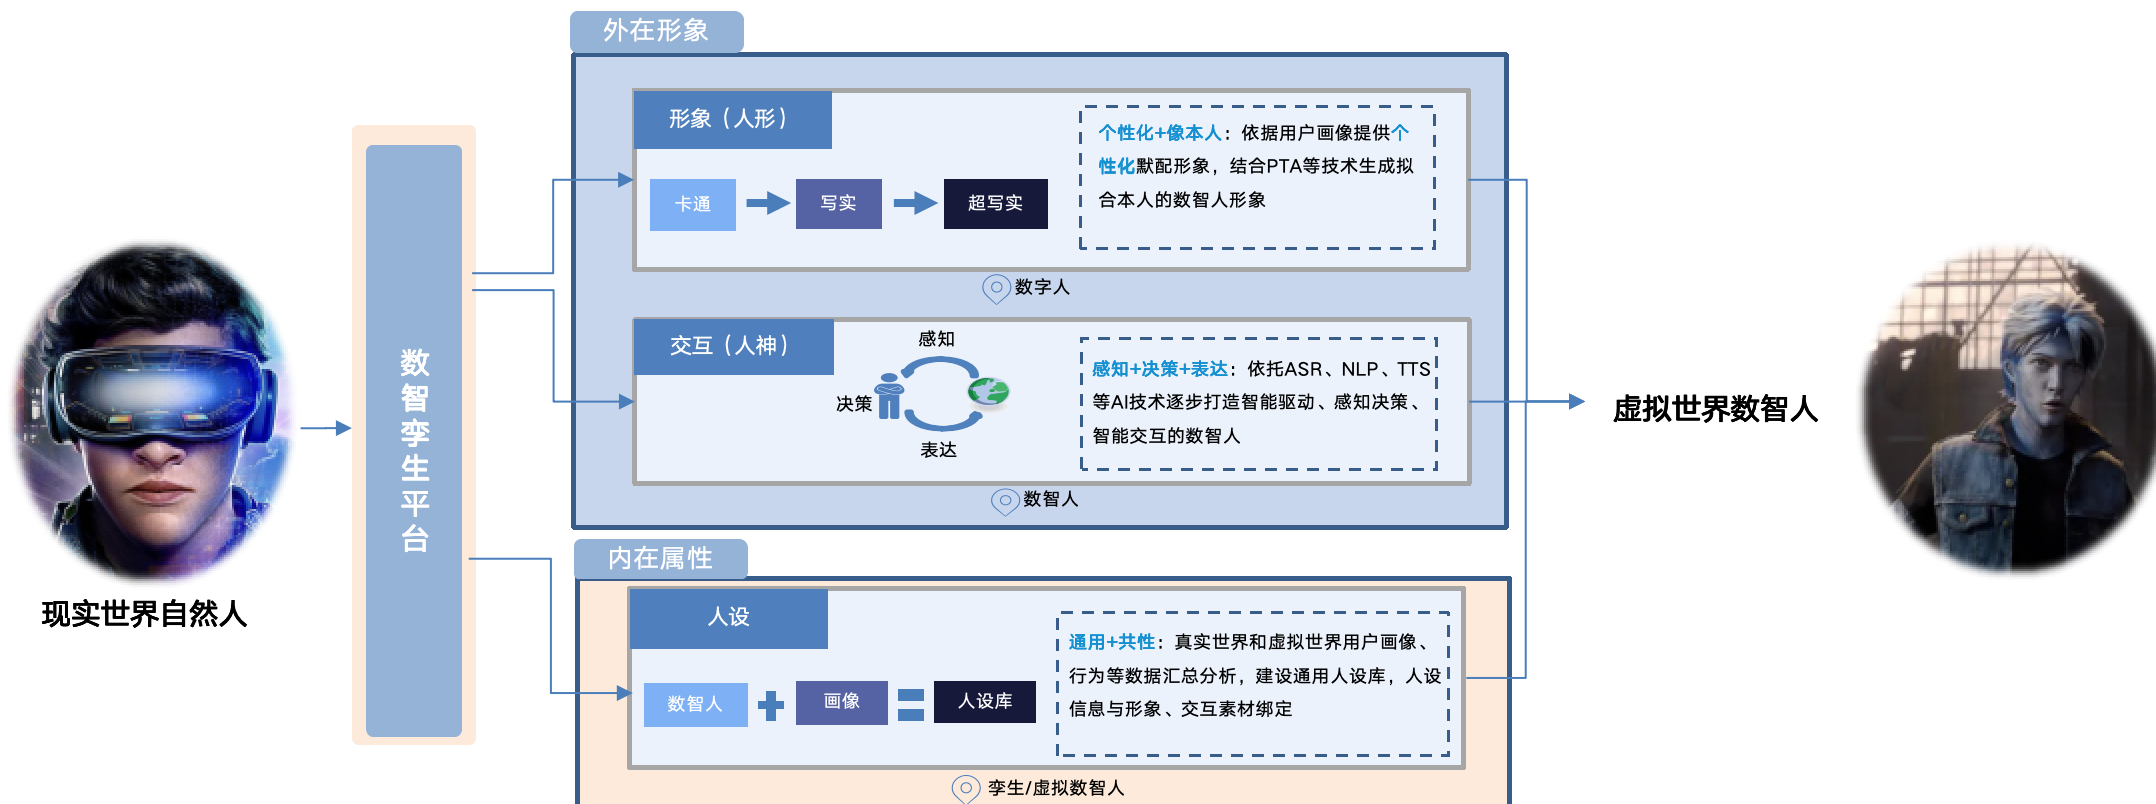 外在形象
形象（人形）
卡通
写实
超写实
个性化+像本人：依据用户画像提供个
性化默配形象，结合PTA等技术生成拟
合本人的数智人形象
数字人
交互（人神）
感知
决策
表达
感知+决策+表达：依托ASR、NLP、TTS
等AI技术逐步打造智能驱动、感知决策、
智能交互的数智人
数智人
数智孪生平台
现实世界自然人
虚拟世界数智人
内在属性
人设
数智人
画像
人设库
通用+共性：真实世界和虚拟世界用户画像、
行为等数据汇总分析，建设通用人设库，人设
信息与形象、交互素材绑定
孪生/虚拟数智人